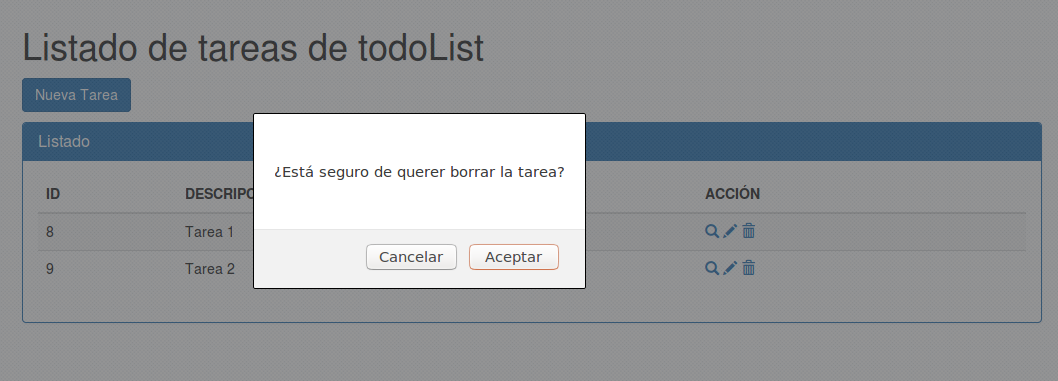 Listado de tareas de todoList
Nueva Tarea
Listado
¿Está seguro de querer borrar la tarea?
Cancelar Aceptar
ID ACCIÓN
8 Tarea 1
9 Tarea 2